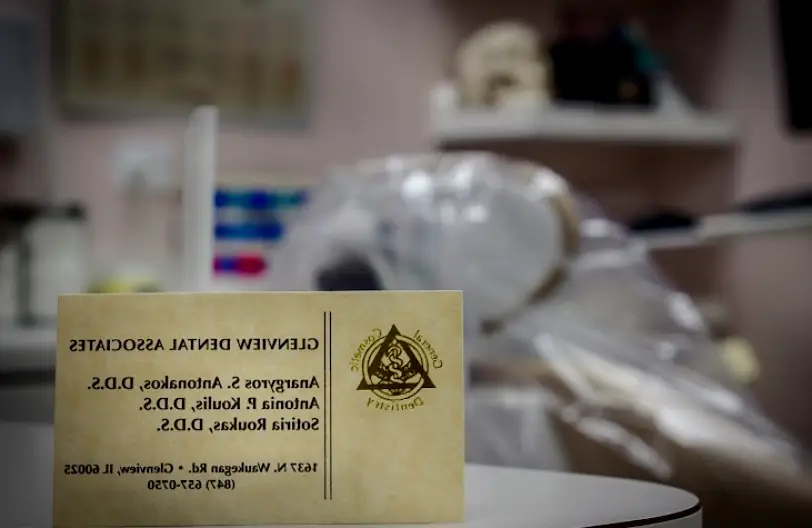 GLENVIEW DENTAL ASSOCIATES
Anargyros S. Antonakos, D.D.S.
Antonia P. Koulis, D.D.S.
Sotiria Roukas, D.D.S.
1637 N. Waukegan Rd. • Glenview, IL 60025
(847) 657-0750
General
Cosmetic
Dentistry